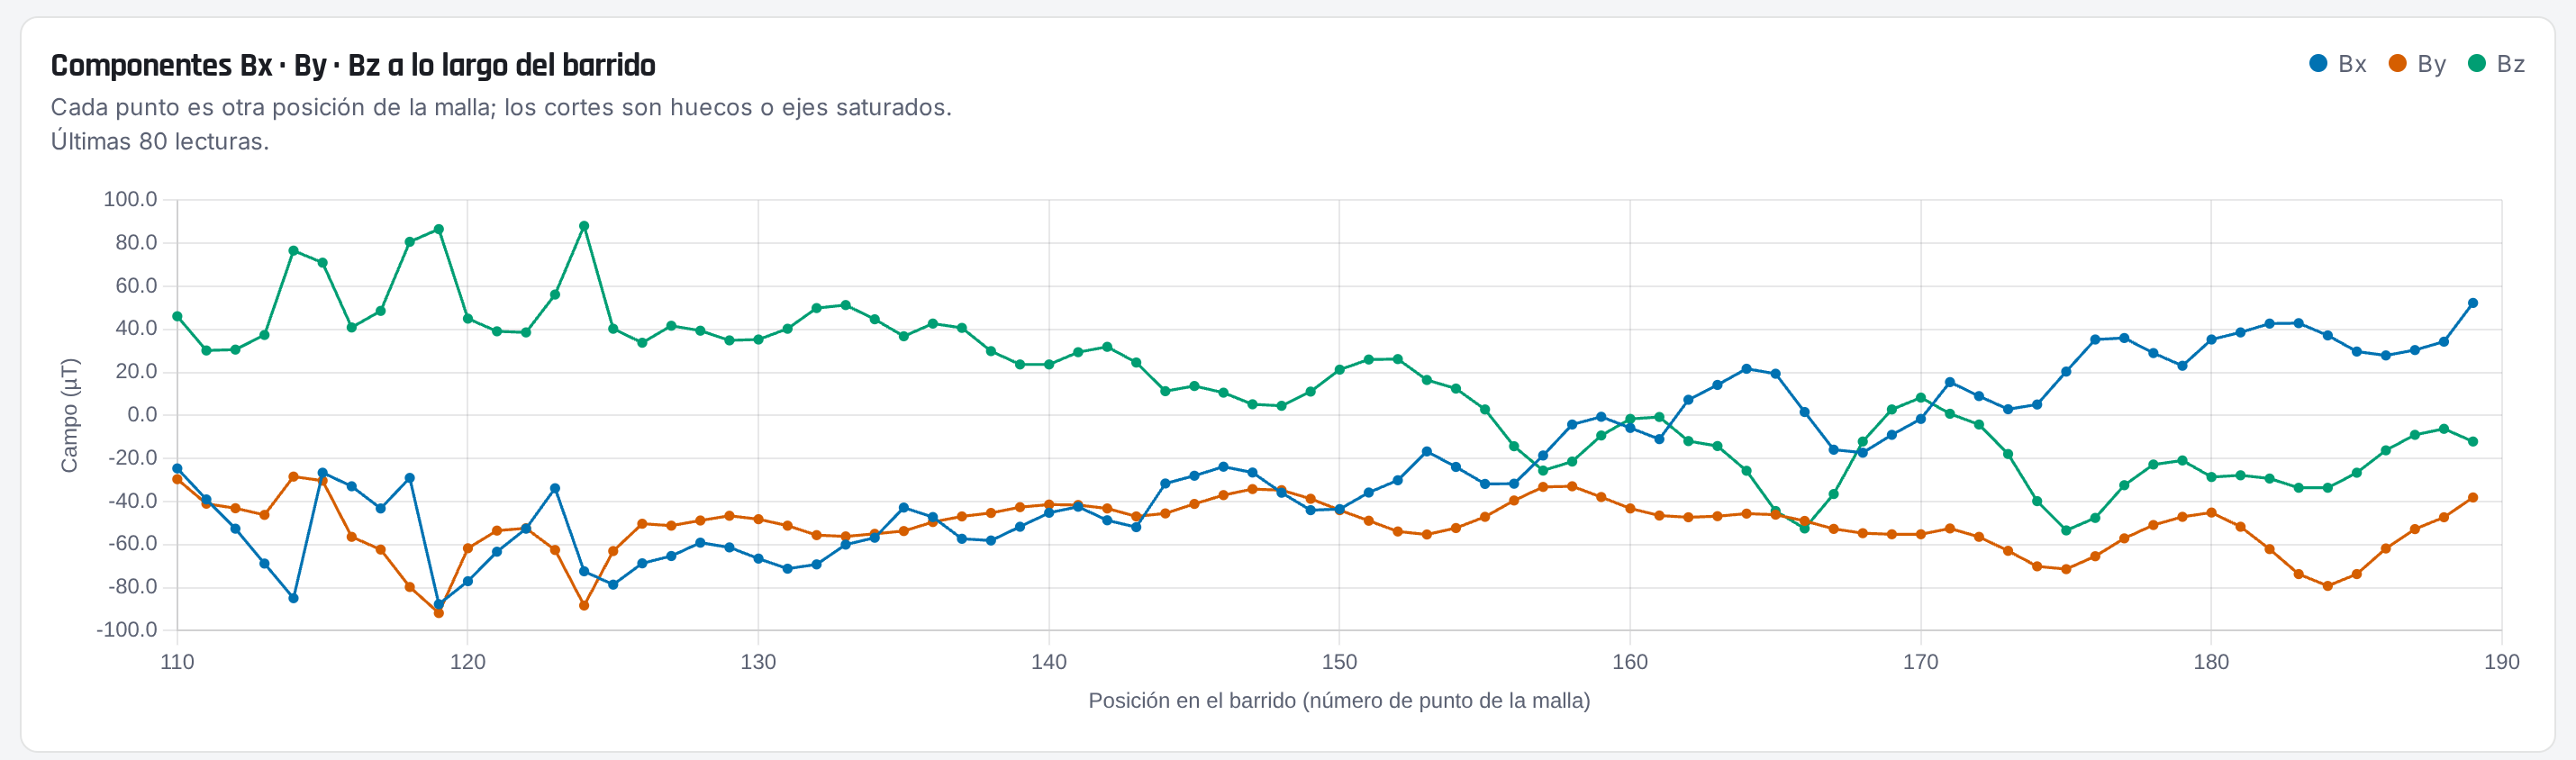 Componentes Bx · By · Bz a lo largo del barrido
Bx By Bz
Cada punto es otra posición de la malla; los cortes son huecos o ejes saturados.
Últimas 80 lecturas.
100.0
80.0
60.0
40.0
20.0
0.0
-20.0
-40.0
-60.0
-80.0
-100.0
Campo (µT)
110 120 130 140 150 160 170 180 190
Posición en el barrido (número de punto de la malla)